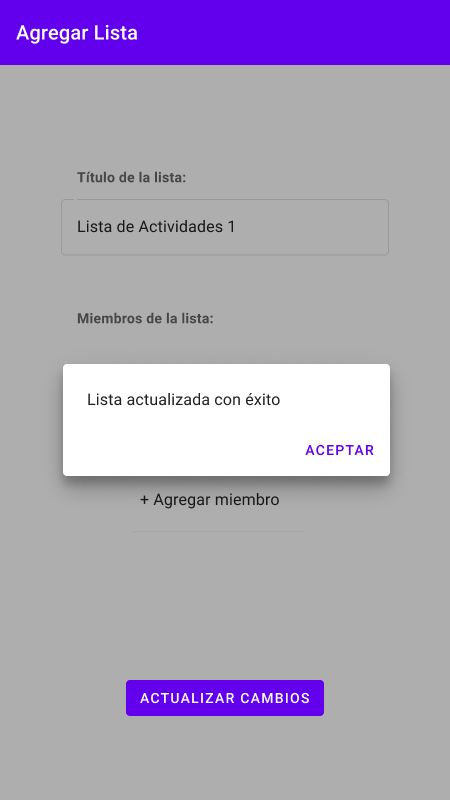 Agregar Lista
Título de la lista:
Lista de Actividades 1
Miembros de la lista:
Lista actualizada con éxito
ACEPTAR
+ Agregar miembro
ACTUALIZAR CAMBIOS